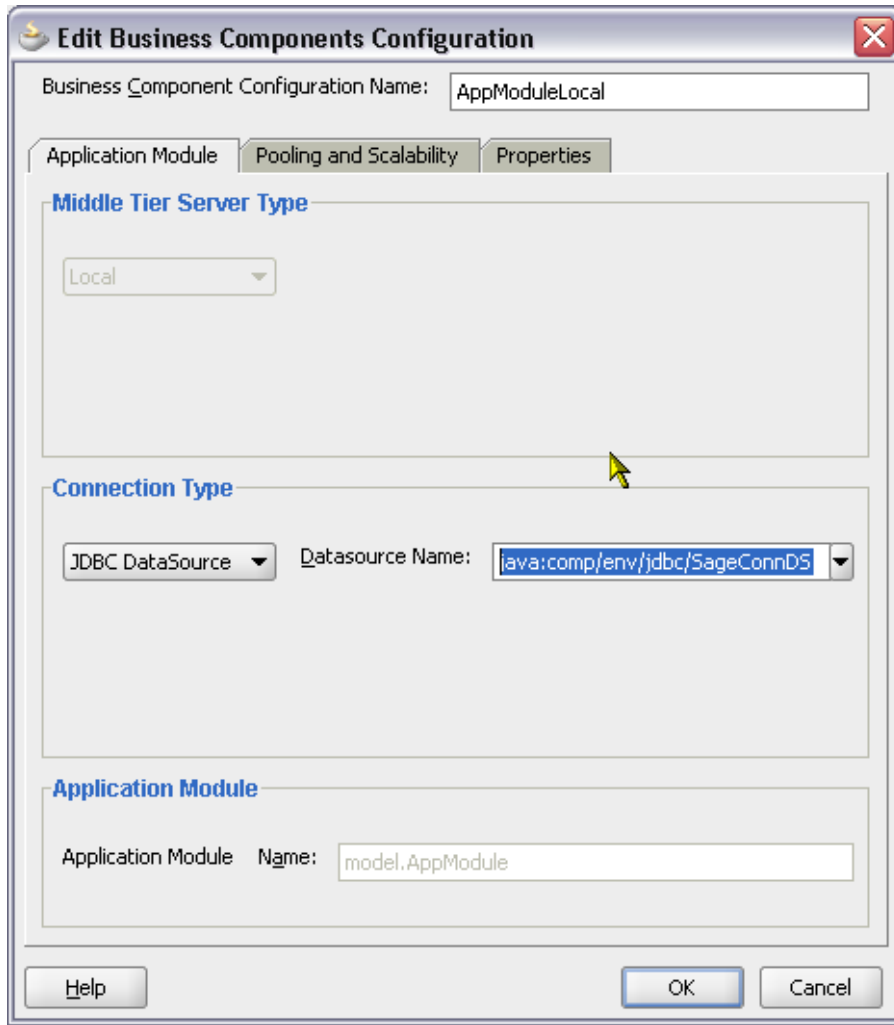 Edit Business Components Configuration
Business Component Configuration Name: AppModuleLocal
Application Module Pooling and Scalability Properties
Middle Tier Server Type
Local
Connection Type
JDBC DataSource Datasource Name: java:comp/env/jdbc/SageConnDS
Application Module
Application Module Name: model.AppModule
Help OK Cancel